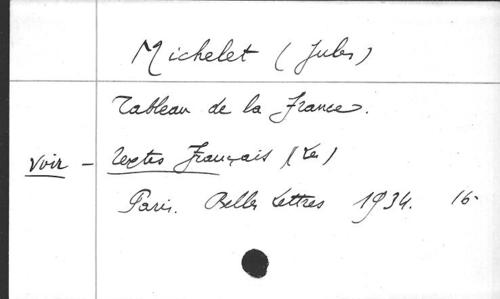 Michelet (Jules)
Tableau de la France.
voir - Textes Français (Les)
Paris. Belles Lettres 1934. 16-